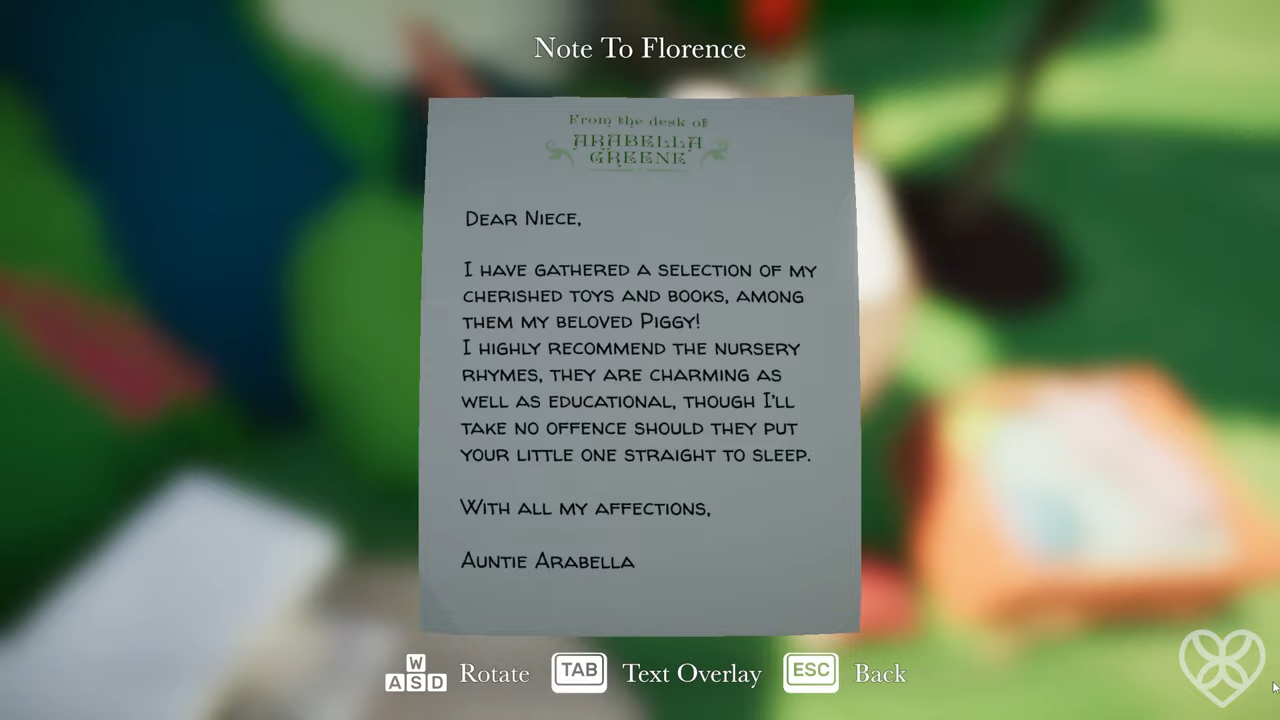 Note To Florence
From the desk of
ARABELLA
GREENE
DEAR NIECE,
I HAVE GATHERED A SELECTION OF MY
CHERISHED TOYS AND BOOKS, AMONG
THEM MY BELOVED PIGGY!
I HIGHLY RECOMMEND THE NURSERY
RHYMES, THEY ARE CHARMING AS
WELL AS EDUCATIONAL, THOUGH I'LL
TAKE NO OFFENCE SHOULD THEY PUT
YOUR LITTLE ONE STRAIGHT TO SLEEP.
WITH ALL MY AFFECTIONS,
AUNTIE ARABELLA
W
A S D Rotate TAB Text Overlay ESC Back